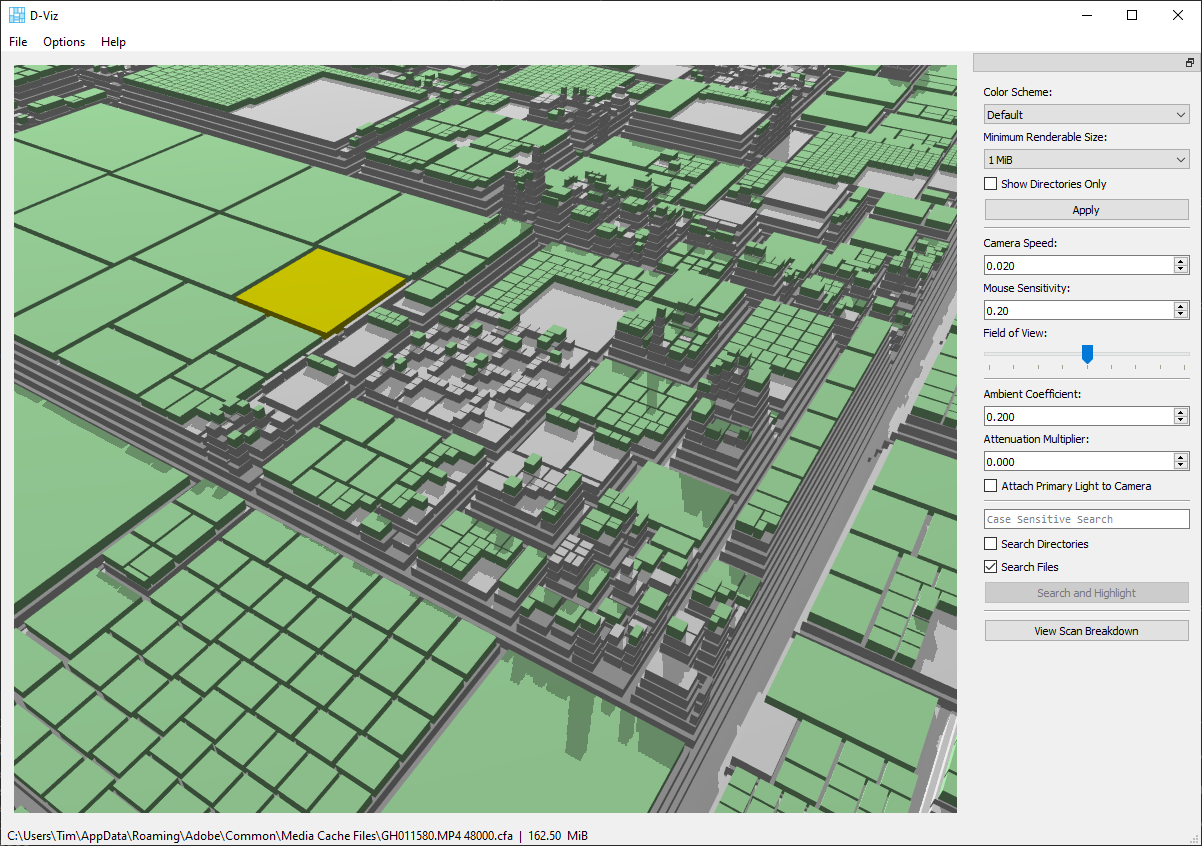 D-Viz
File Options Help
Color Scheme:
Default
Minimum Renderable Size:
1 MiB
Show Directories Only
Apply
Camera Speed:
0.020
Mouse Sensitivity:
0.20
Field of View:
Ambient Coefficient:
0.200
Attenuation Multiplier:
0.000
Attach Primary Light to Camera
Case Sensitive Search
Search Directories
Search Files
Search and Highlight
View Scan Breakdown
C:\Users\Tim\AppData\Roaming\Adobe\Common\Media Cache Files\GH011580.MP4 48000.cfa | 162.50 MiB